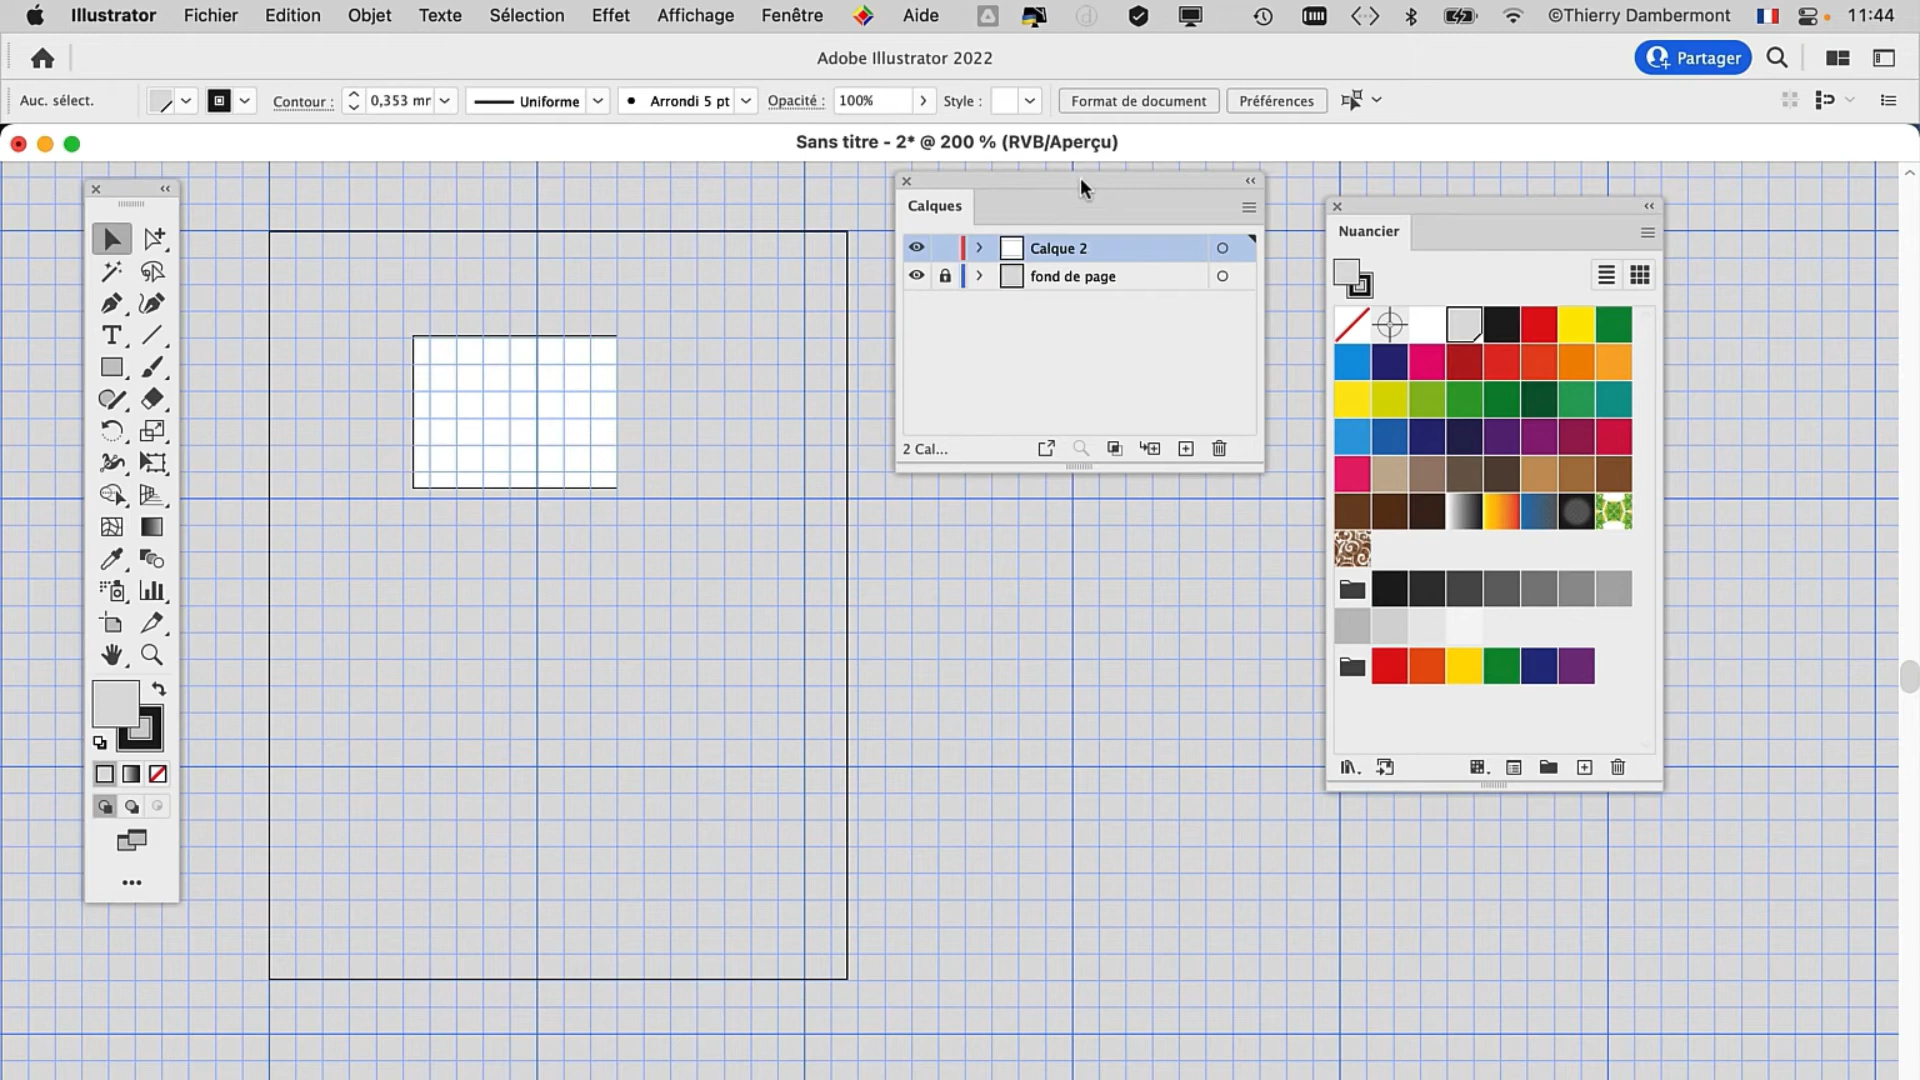 Illustrator Fichier Edition Objet Texte Sélection Effet Affichage Fenêtre Aide ©Thierry Dambermont 11:44
Adobe Illustrator 2022
Partager
Auc. sélect.
Contour : 0,353 mr
Uniforme
Arrondi 5 pt
Opacité : 100%
Style :
Format de document
Préférences
Sans titre - 2* @ 200 % (RVB/Aperçu)
Calques
Calque 2
fond de page
2 Cal...
Nuancier